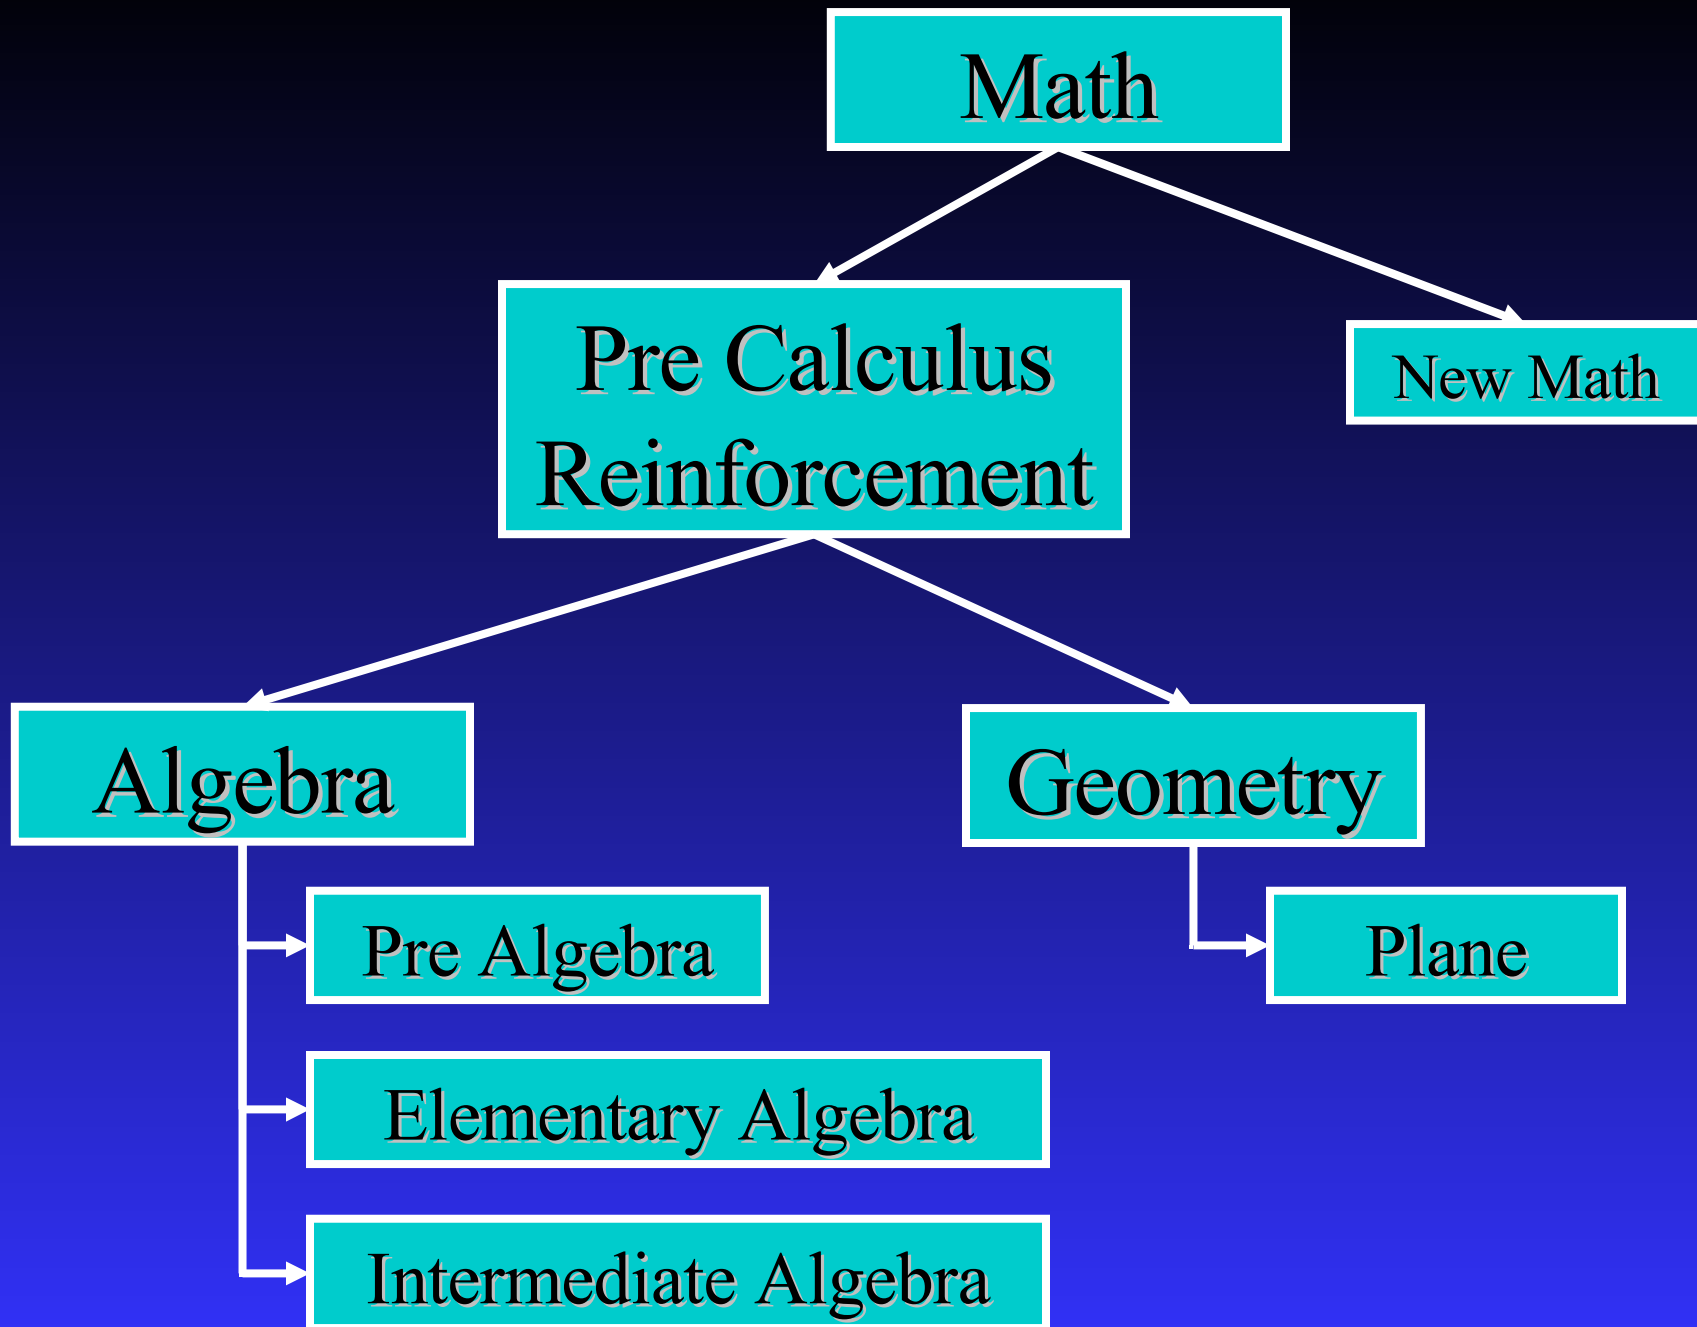 Math
Pre Calculus
Reinforcement
New Math
Algebra
Geometry
Pre Algebra
Plane
Elementary Algebra
Intermediate Algebra